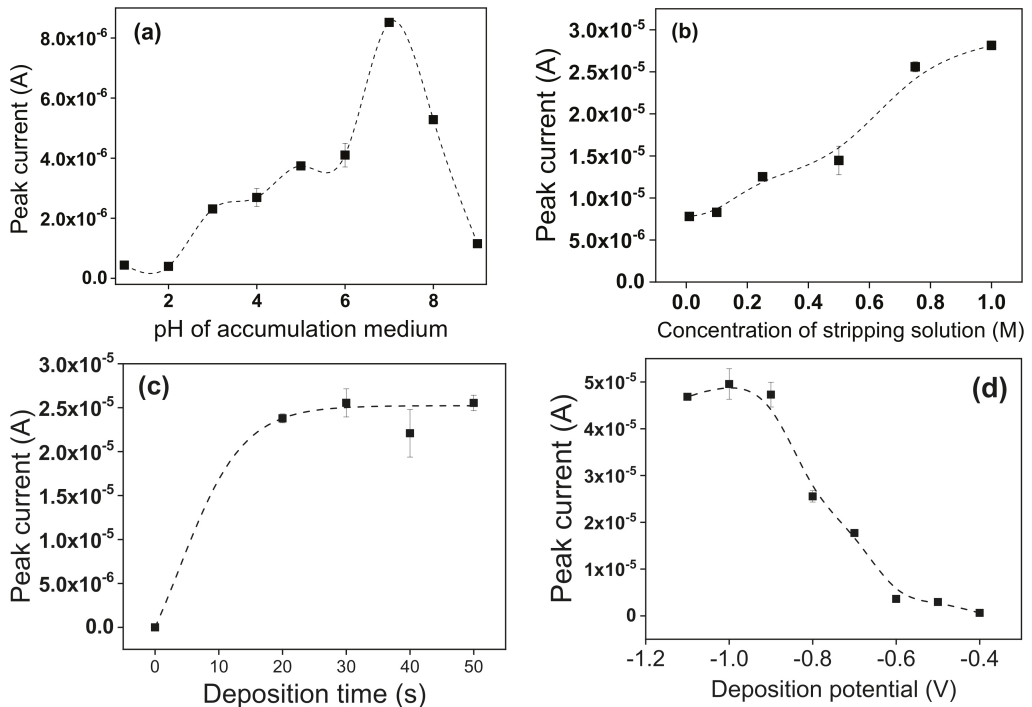 (a)
8.0x10⁻⁶
6.0x10⁻⁶
4.0x10⁻⁶
2.0x10⁻⁶
0.0
Peak current (A)
2 4 6 8
pH of accumulation medium
(b)
3.0x10⁻⁵
2.5x10⁻⁵
2.0x10⁻⁵
1.5x10⁻⁵
1.0x10⁻⁵
5.0x10⁻⁶
0.0
Peak current (A)
0.0 0.2 0.4 0.6 0.8 1.0
Concentration of stripping solution (M)
(c)
3.0x10⁻⁵
2.5x10⁻⁵
2.0x10⁻⁵
1.5x10⁻⁵
1.0x10⁻⁵
5.0x10⁻⁶
0.0
Peak current (A)
0 20 30 40 50
Deposition time (s)
(d)
5x10⁻⁵
4x10⁻⁵
3x10⁻⁵
2x10⁻⁵
1x10⁻⁵
0
Peak current (A)
-1.2 -1.0 -0.8 -0.6 -0.4
Deposition potential (V)